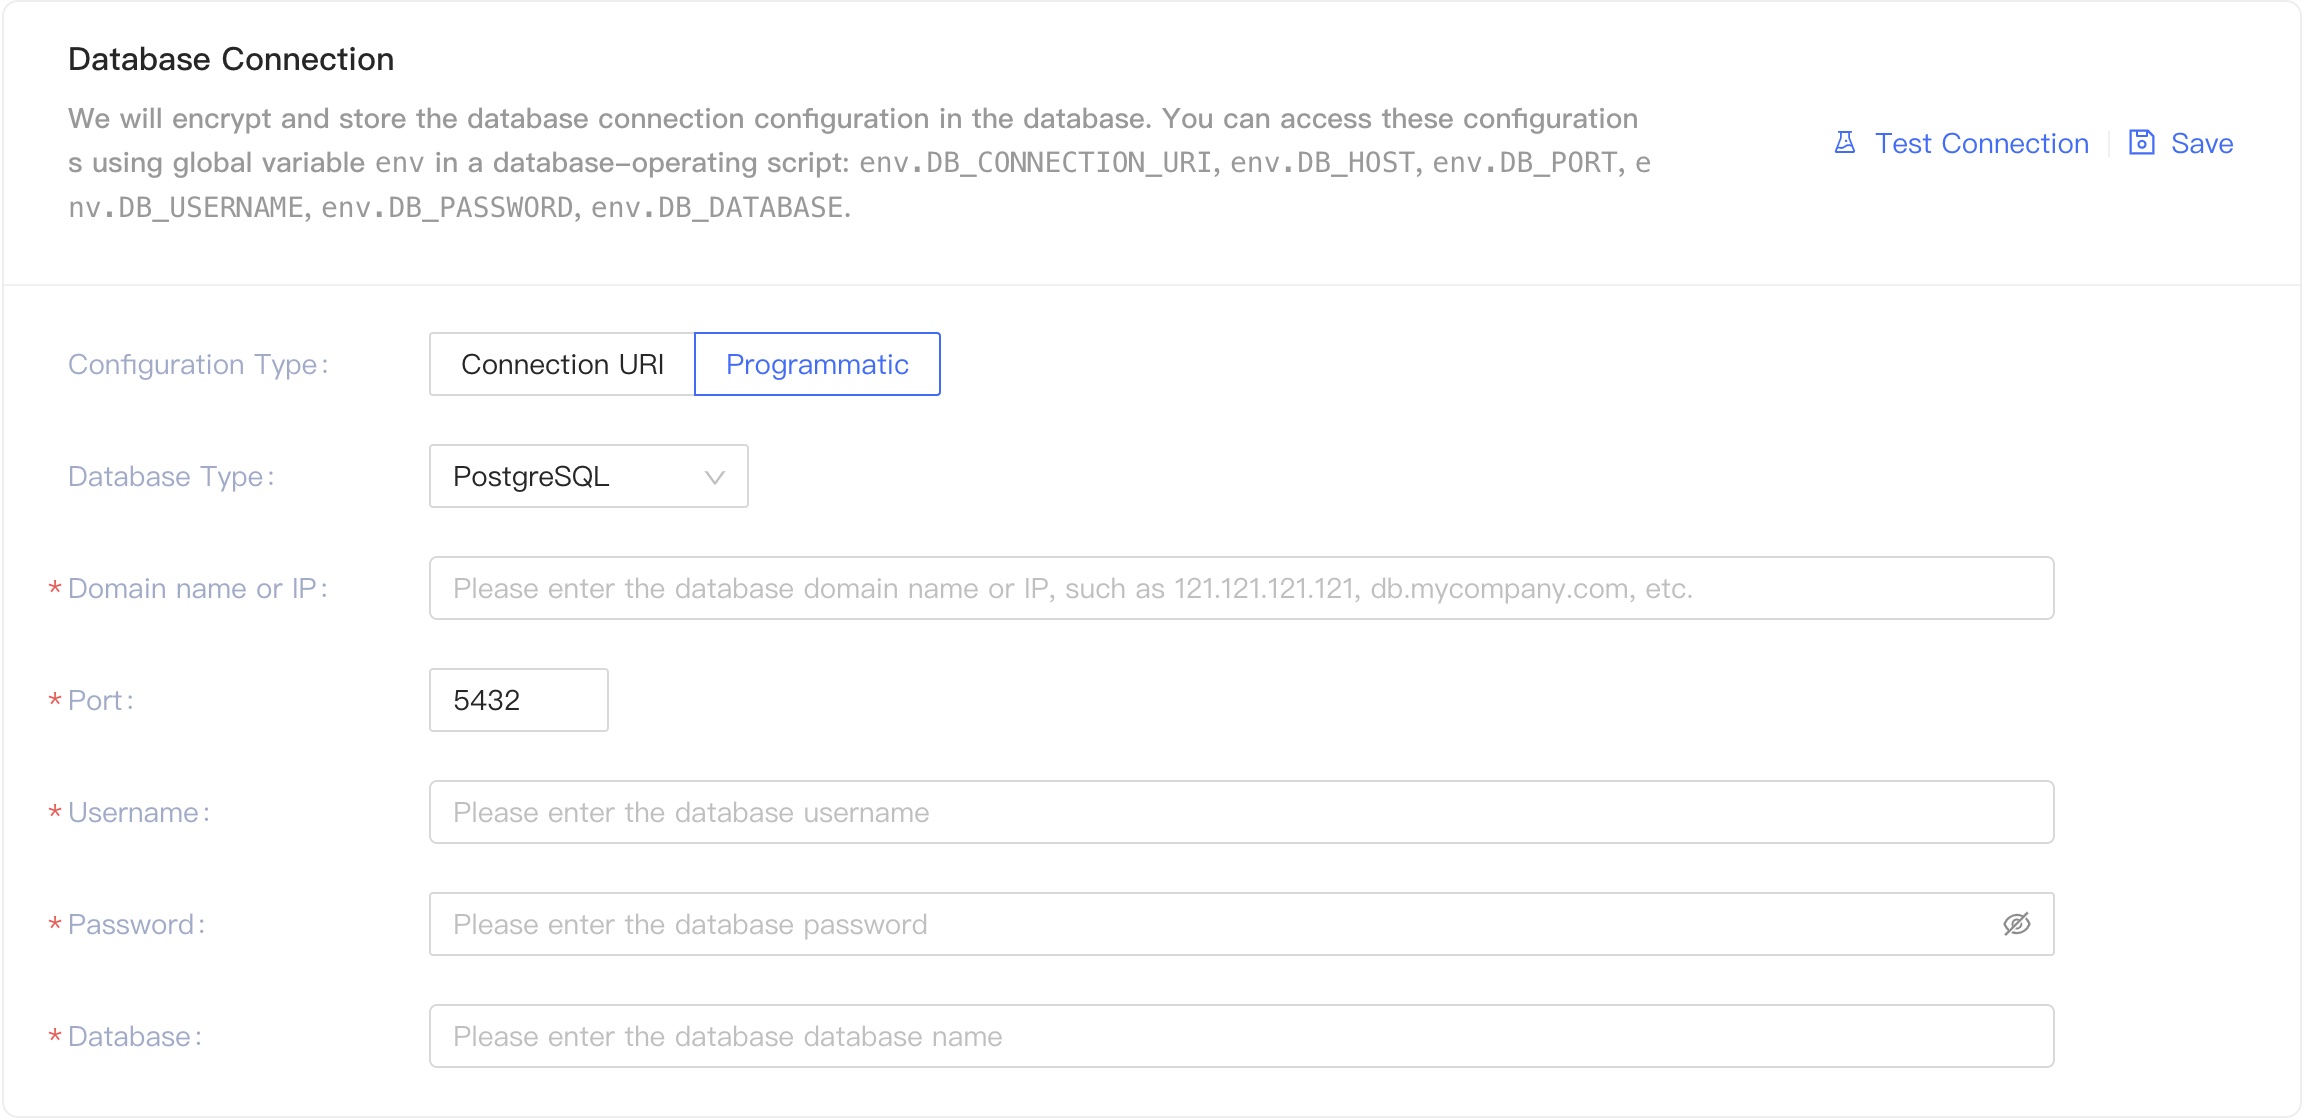 Database Connection
We will encrypt and store the database connection configuration in the database. You can access these configuration
s using global variable env in a database-operating script: env.DB_CONNECTION_URI, env.DB_HOST, env.DB_PORT, e
nv.DB_USERNAME, env.DB_PASSWORD, env.DB_DATABASE.
Test Connection
Save
Configuration Type:
Connection URI
Programmatic
Database Type:
PostgreSQL
* Domain name or IP:
Please enter the database domain name or IP, such as 121.121.121.121, db.mycompany.com, etc.
* Port:
5432
* Username:
Please enter the database username
* Password:
Please enter the database password
* Database:
Please enter the database database name